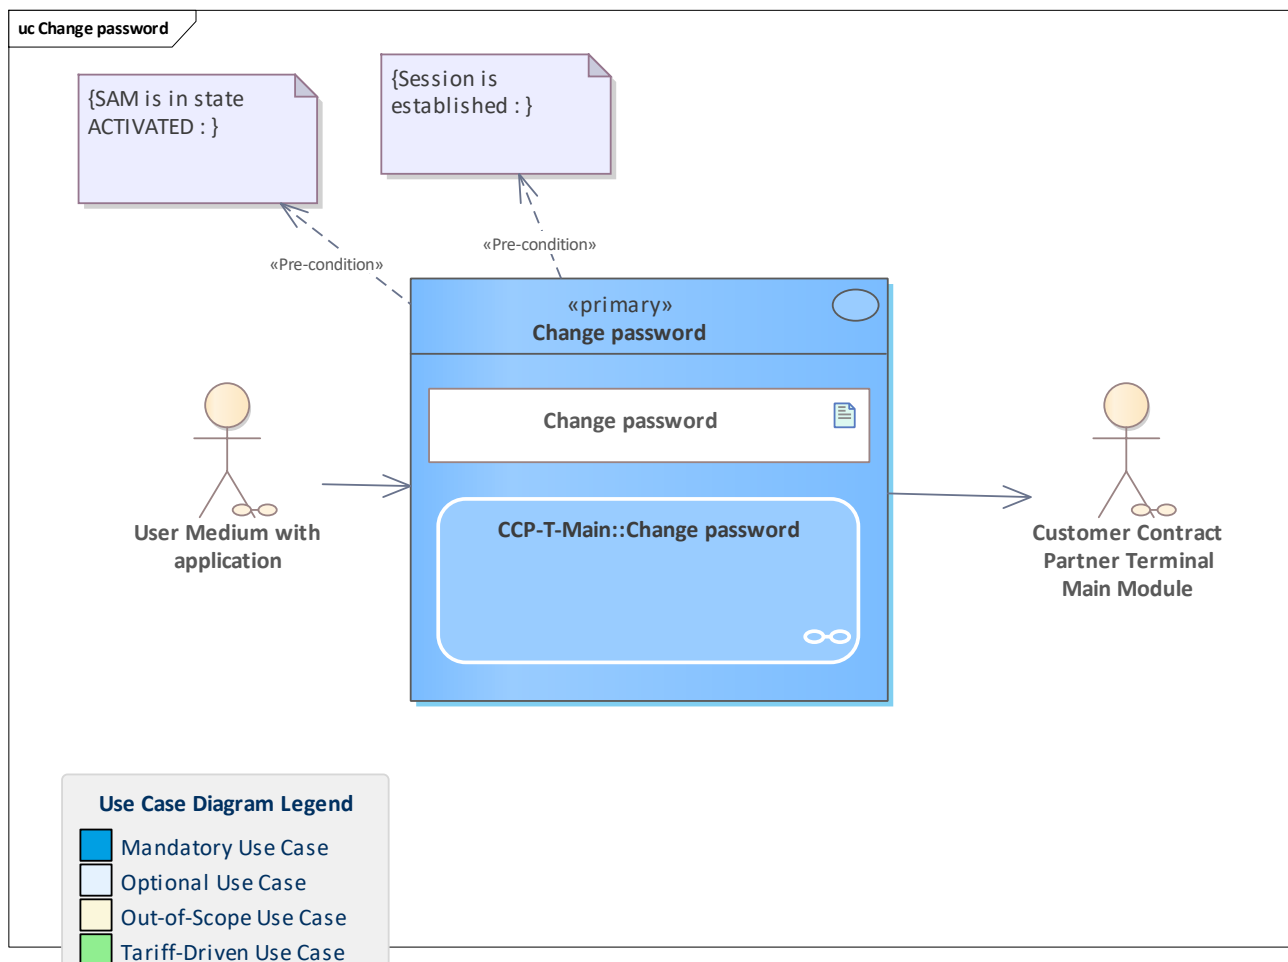 uc Change password
{SAM is in state
ACTIVATED : }
{Session is
established : }
«Pre-condition»
«Pre-condition»
«primary»
Change password
Change password
CCP-T-Main::Change password
User Medium with
application
Customer Contract
Partner Terminal
Main Module
Use Case Diagram Legend
Mandatory Use Case
Optional Use Case
Out-of-Scope Use Case
Tariff-Driven Use Case